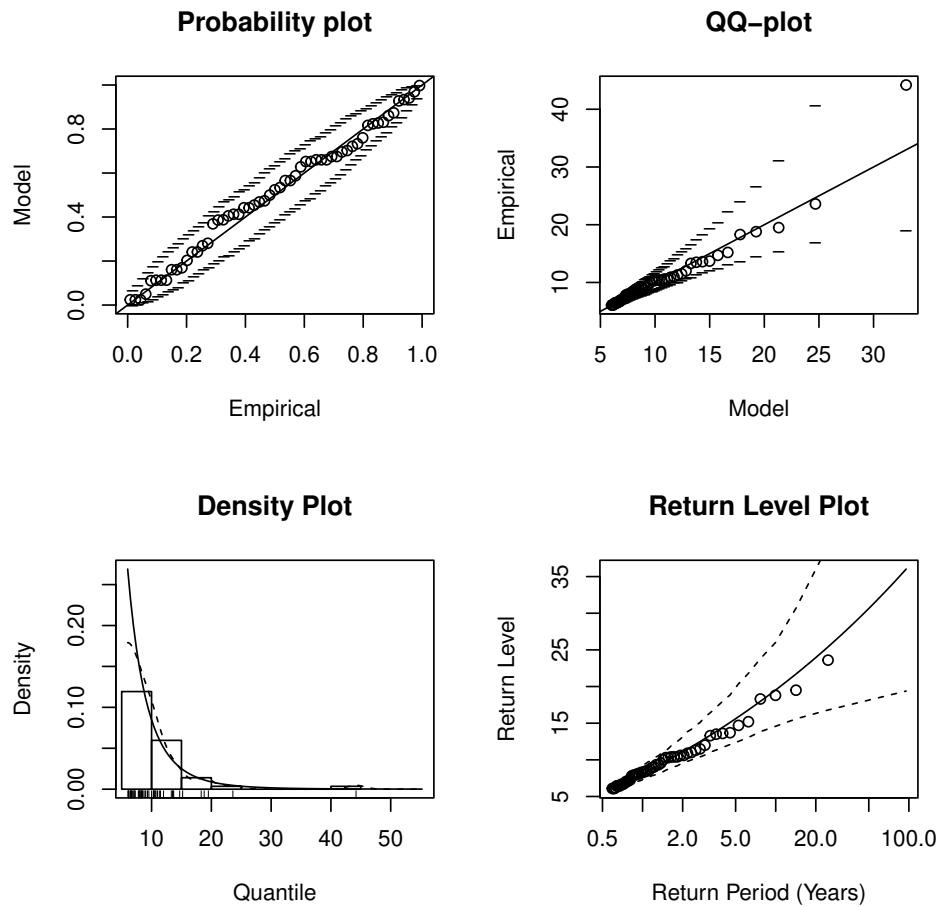 Probability plot
Model
0.0 0.4 0.8
0.0 0.2 0.4 0.6 0.8 1.0
Empirical
QQ−plot
Empirical
10 20 30 40
5 10 15 20 25 30
Model
Density Plot
Density
0.00 0.10 0.20
10 20 30 40 50
Quantile
Return Level Plot
Return Level
5 15 25 35
0.5 2.0 5.0 20.0 100.0
Return Period (Years)